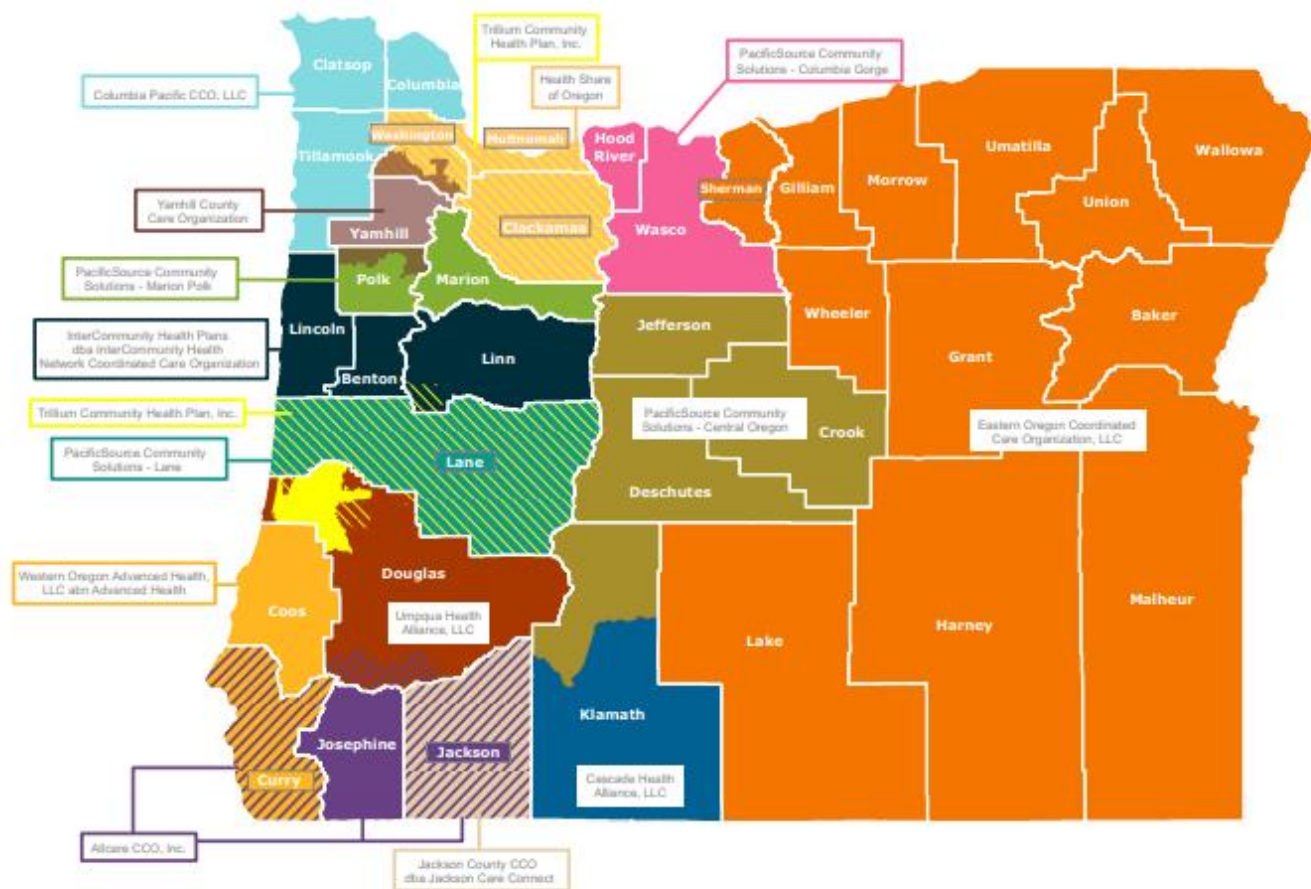 Trillium Community
Health Plan, Inc.
PacificSource Community
Solutions - Columbia Gorge
Clatsop
Columbia
Health Share
of Oregon
Columbia Pacific CCO, LLC
Washington
Multnomah
Hood
River
Tillamook
Umatilla
Wallowa
Morrow
Gilliam
Sherman
Union
Yamhill County
Care Organization
Yamhill
Clackamas
Wasco
PacificSource Community
Solutions - Marion Polk
Polk
Marion
Lincoln
Jefferson
Wheeler
Baker
InterCommunity Health Plans
dba InterCommunity Health
Network Coordinated Care Organization
Linn
Grant
Benton
Trillium Community Health Plan, Inc.
PacificSource Community
Solutions - Central Oregon
Crook
Eastern Oregon Coordinated
Care Organization, LLC
PacificSource Community
Solutions - Lane
Lane
Deschutes
Western Oregon Advanced Health,
LLC abn Advanced Health
Douglas
Coos
Umpqua Health
Alliance, LLC
Malheur
Harney
Lake
Klamath
Josephine
Jackson
Curry
Cascade Health
Alliance, LLC
Allcare CCO, Inc.
Jackson County CCO
dba Jackson Care Connect